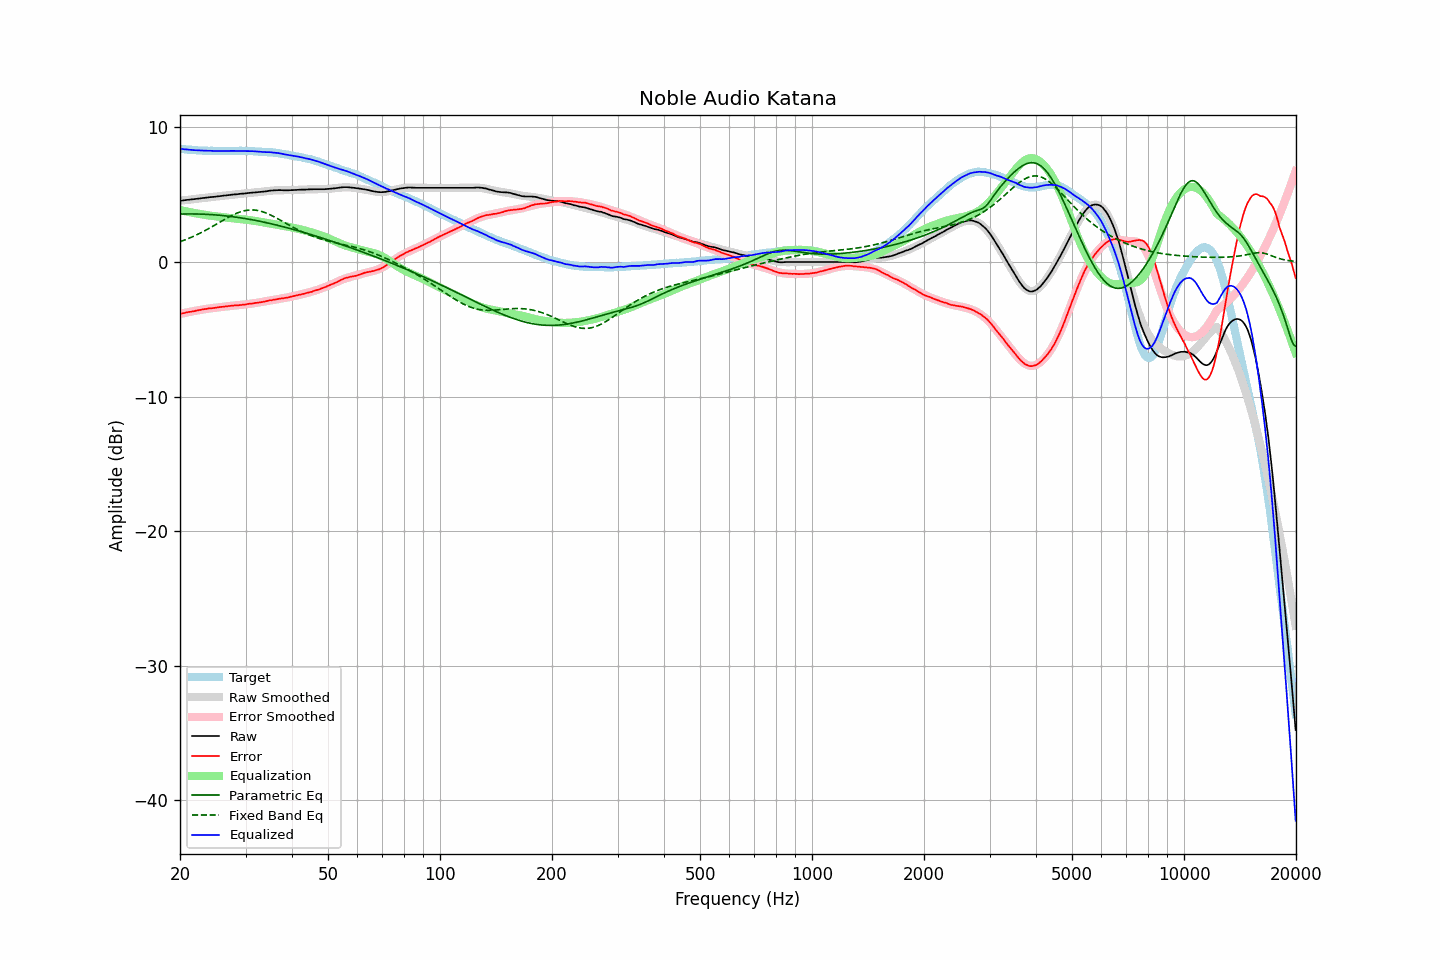 Noble Audio Katana
10
0
−10
−20
−30
−40
Amplitude (dBr)
Target
Raw Smoothed
Error Smoothed
Raw
Error
Equalization
Parametric Eq
Fixed Band Eq
Equalized
20 50 100 200 500 1000 2000 5000 10000 20000
Frequency (Hz)